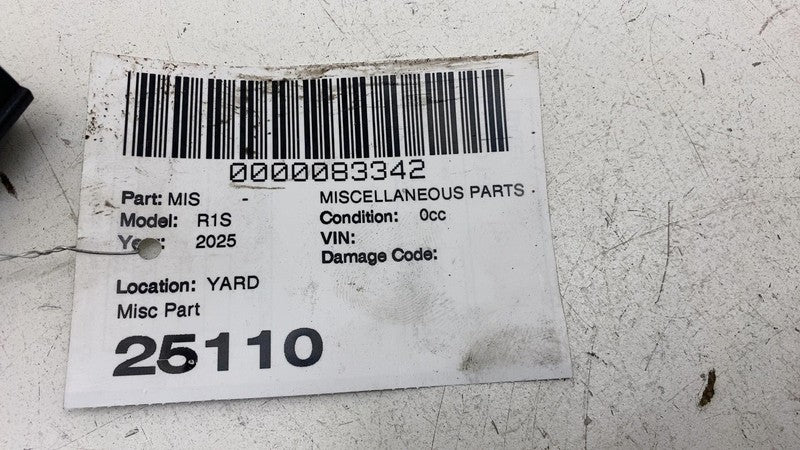 0000083342
Part: MIS - MISCELLANEOUS PARTS
Model: R1S Condition: 0cc
2025 VIN:
Damage Code:
Location: YARD
Misc Part
25110